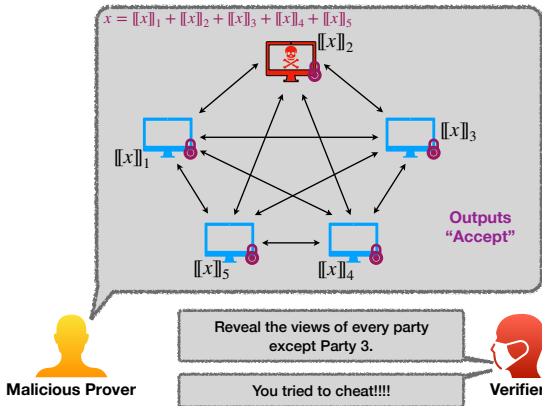 x = ⟦x⟧₁ + ⟦x⟧₂ + ⟦x⟧₃ + ⟦x⟧₄ + ⟦x⟧₅
⟦x⟧₂
⟦x⟧₁
⟦x⟧₃
⟦x⟧₅
⟦x⟧₄
Outputs
“Accept”
Reveal the views of every party
except Party 3.
Malicious Prover
You tried to cheat!!!!
Verifier